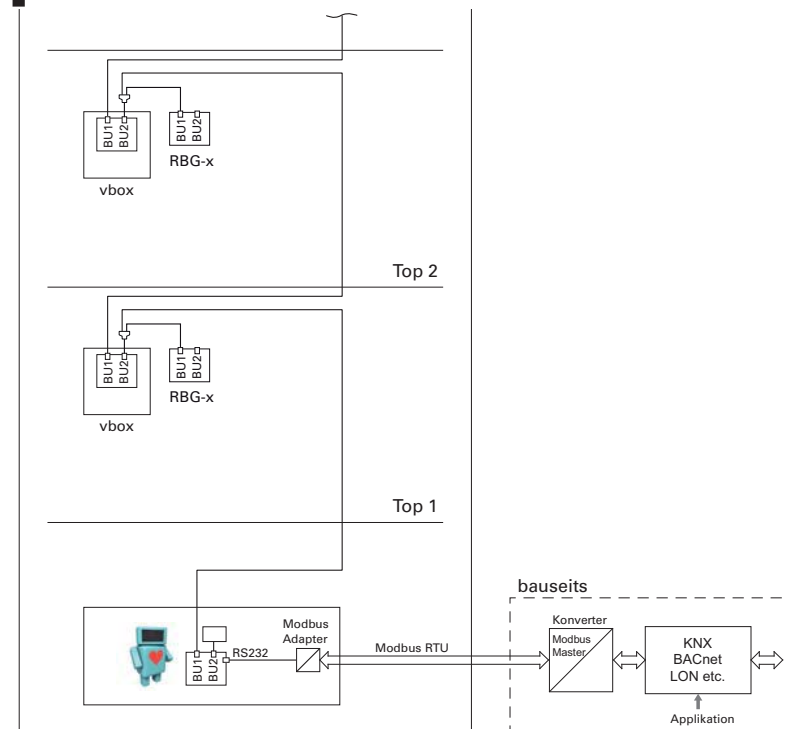 BU1
BU2
BU1
BU2
RBG-x
vbox
Top 2
BU1
BU2
BU1
BU2
RBG-x
vbox
Top 1
bauseits
Modbus
Adapter
BU1
BU2
RS232
Modbus RTU
Konverter
Modbus
Master
KNX
BACnet
LON etc.
Applikation